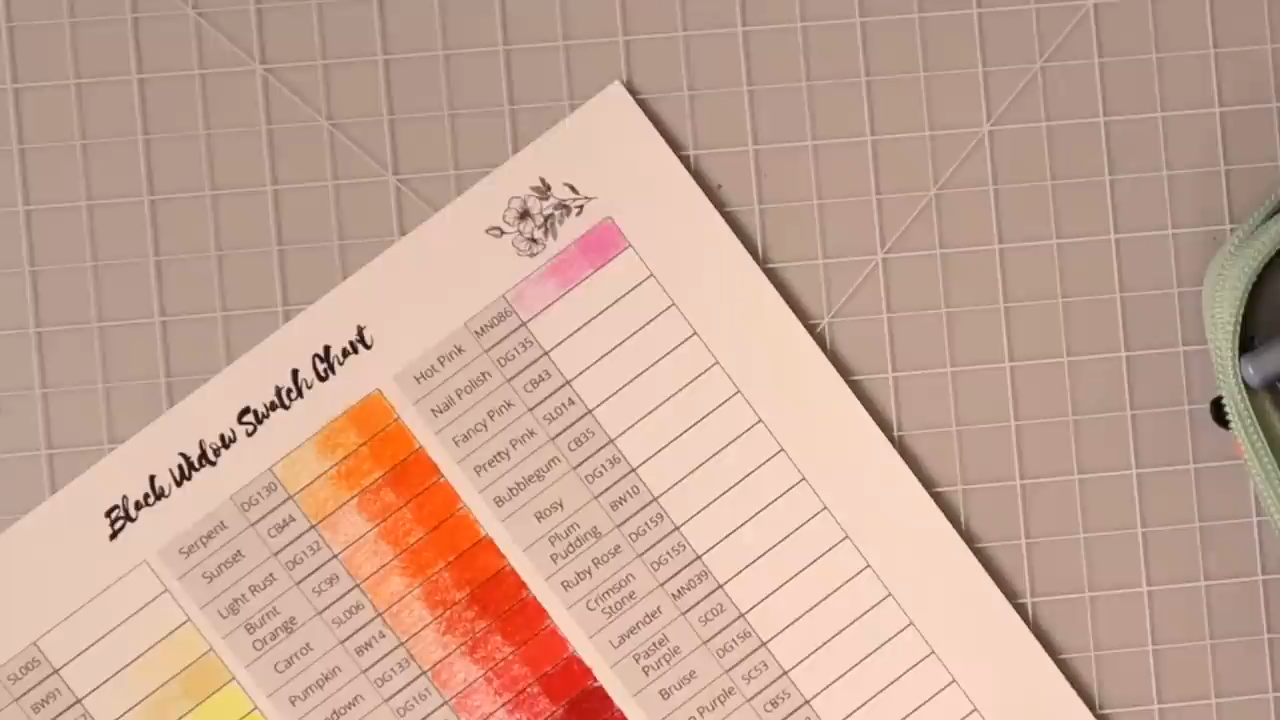 Black Widow Swatch Chart
SL005
BW91
Serpent DG130
Sunset CB44
Light Rust DG132
Burnt Orange SC99
Carrot SL006
Pumpkin BW14
DG133
DG161
Hot Pink MN086
Nail Polish DG135
Fancy Pink CB43
Pretty Pink SL014
Bubblegum CB35
Rosy DG136
Plum Pudding BW10
Ruby Rose DG159
Crimson Stone DG155
Lavender MN039
Pastel Purple SC02
Bruise DG156
Purple SC53
CB55